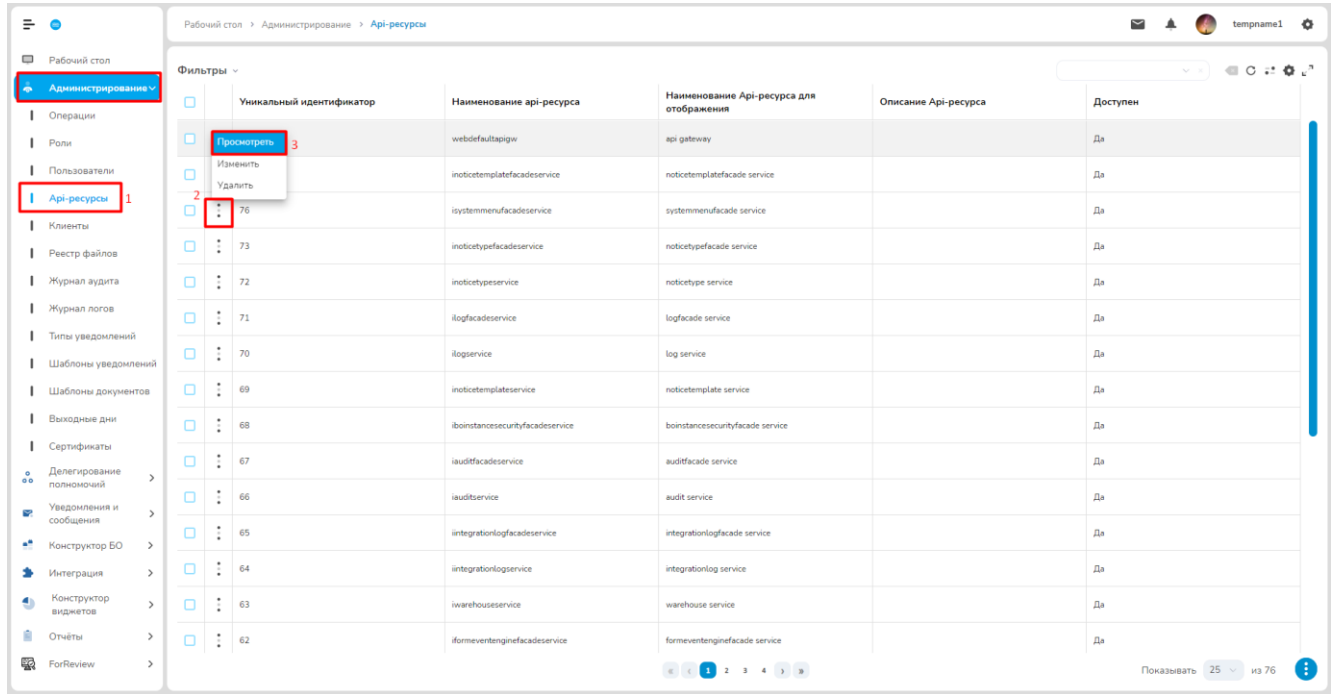 Рабочий стол > Администрирование > Api-ресурсы
tempname1
Рабочий стол
Администрирование
Операции
Роли
Пользователи
Api-ресурсы 1
Клиенты
Реестр файлов
Журнал аудита
Журнал логов
Типы уведомлений
Шаблоны уведомлений
Шаблоны документов
Выходные дни
Сертификаты
Делегирование
полномочий
Уведомления и
сообщения
Конструктор БО
Интеграция
Конструктор
виджетов
Отчёты
ForReview
Фильтры
Уникальный идентификатор Наименование api-ресурса Наименование Api-ресурса для отображения Описание Api-ресурса Доступен
Просмотреть 3
Изменить
Удалить
2
webdefaultapigw api gateway Да
inoticetemplatefacadeservice noticetemplatefacade service Да
76 isystemmenufacadeservice systemmenufacade service Да
73 inoticetypefacadeservice noticetypefacade service Да
72 inoticetypeservice noticetype service Да
71 ilogfacadeservice logfacade service Да
70 ilogservice log service Да
69 inoticetemplateservice noticetemplate service Да
68 iboinstancesecurityfacadeservice boinstancesecurityfacade service Да
67 iauditfacadeservice auditfacade service Да
66 iauditservice audit service Да
65 iintegrationlogfacadeservice integrationlogfacade service Да
64 iintegrationlogservice integrationlog service Да
63 iwarehouseservice warehouse service Да
62 iformeventenginefacadeservice formeventenginefacade service Да
« ‹ 1 2 3 4 › »
Показывать 25 из 76